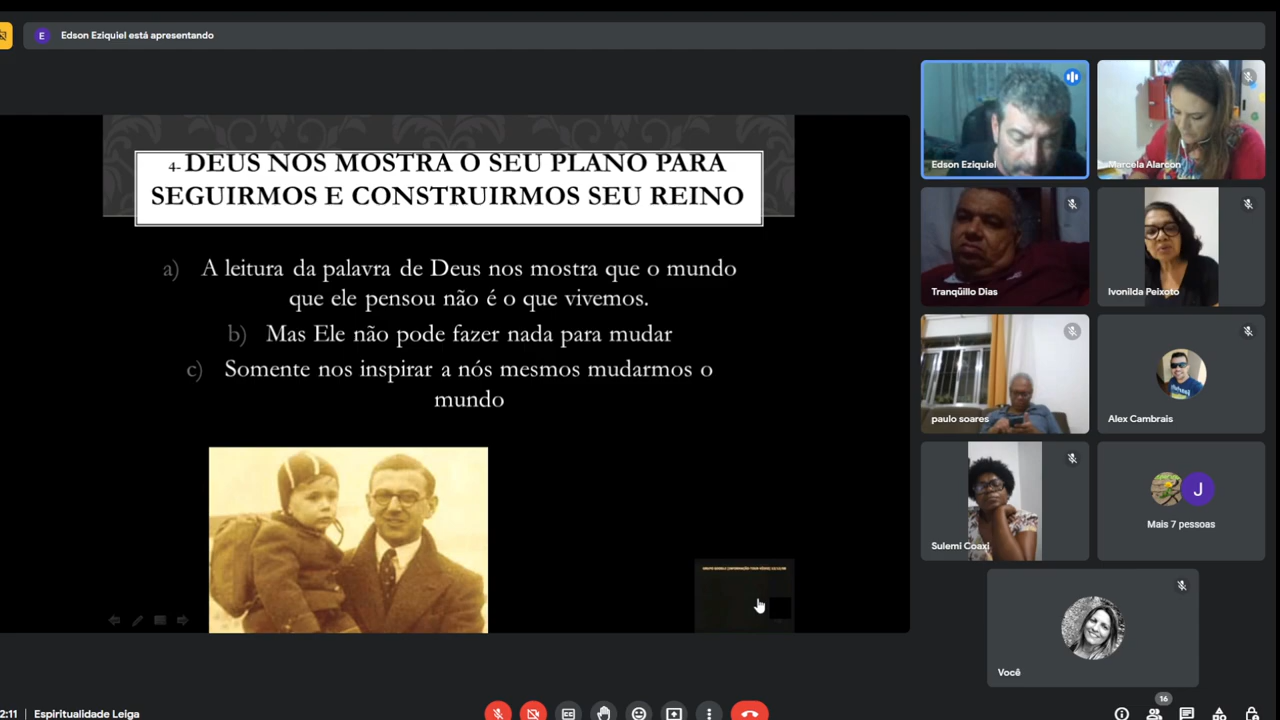 E Edson Eziquiel está apresentando
4- DEUS NOS MOSTRA O SEU PLANO PARA
SEGUIRMOS E CONSTRUIRMOS SEU REINO
a) A leitura da palavra de Deus nos mostra que o mundo
que ele pensou não é o que vivemos.
b) Mas Ele não pode fazer nada para mudar
c) Somente nos inspirar a nós mesmos mudarmos o
mundo
Edson Eziquiel
Marcela Alarcon
Tranqüillo Dias
Ivonilda Peixoto
paulo soares
Alex Cambrais
Sulemi Coaxi
J
Mais 7 pessoas
Você
2:11 Espiritualidade Leiga
16